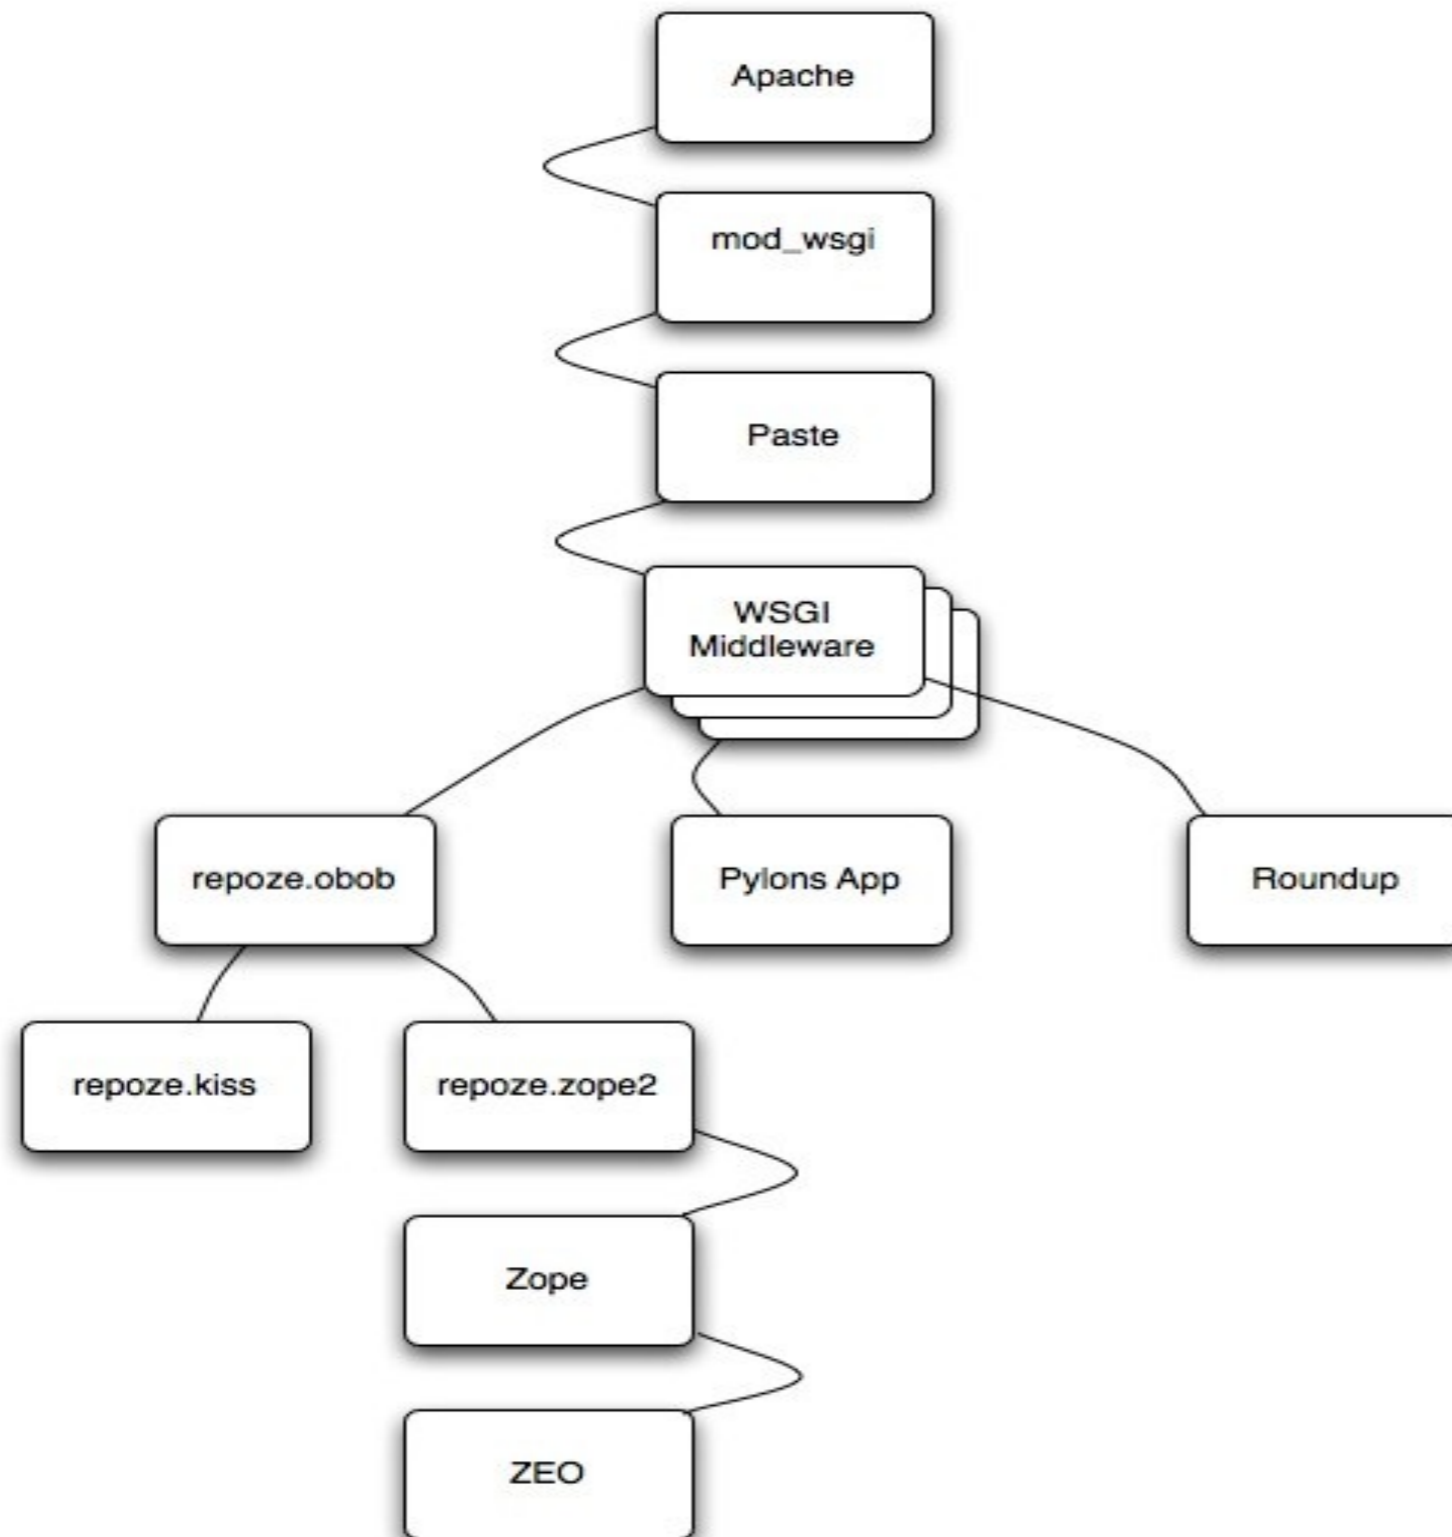 Apache
mod_wsgi
Paste
WSGI
Middleware
repoze.obob
Pylons App
Roundup
repoze.kiss
repoze.zope2
Zope
ZEO